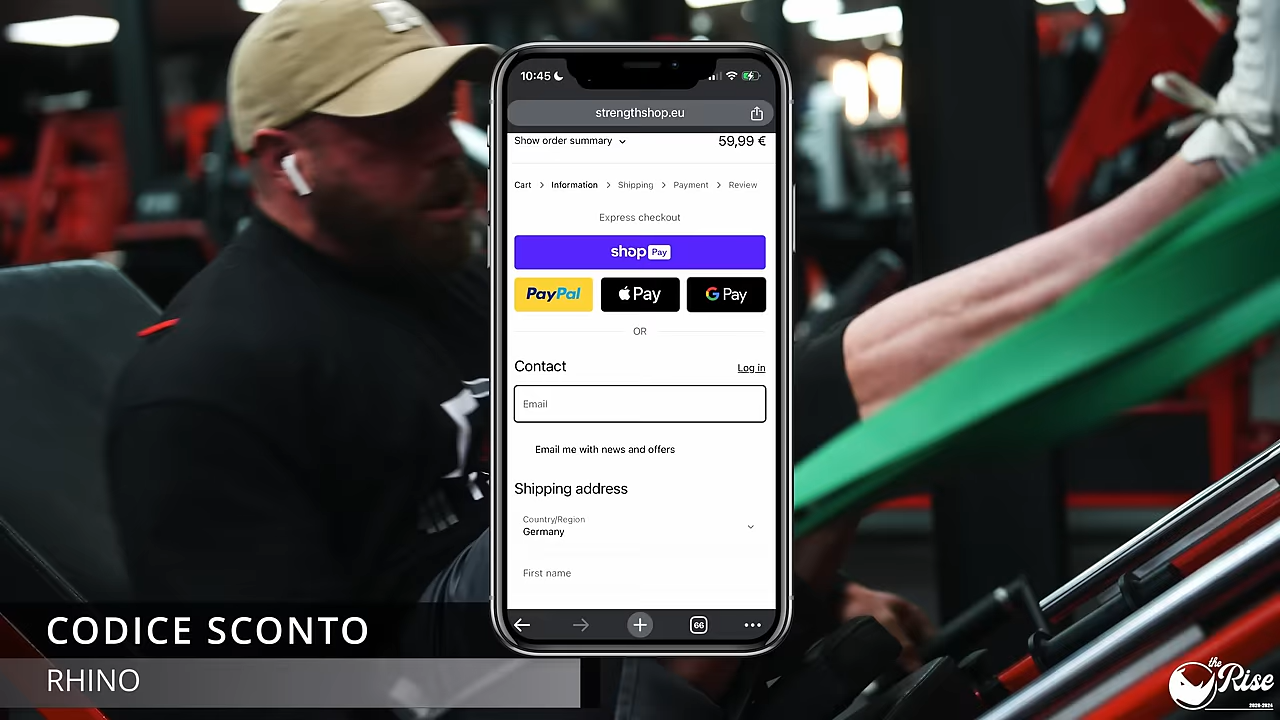 10:45
strengthshop.eu
Show order summary
59,99 €
Cart > Information > Shipping > Payment > Review
Express checkout
shop Pay
PayPal
Pay
G Pay
OR
Contact
Log in
Email
Email me with news and offers
Shipping address
Country/Region
Germany
First name
66
CODICE SCONTO
RHINO
the
Rise
2020-2024